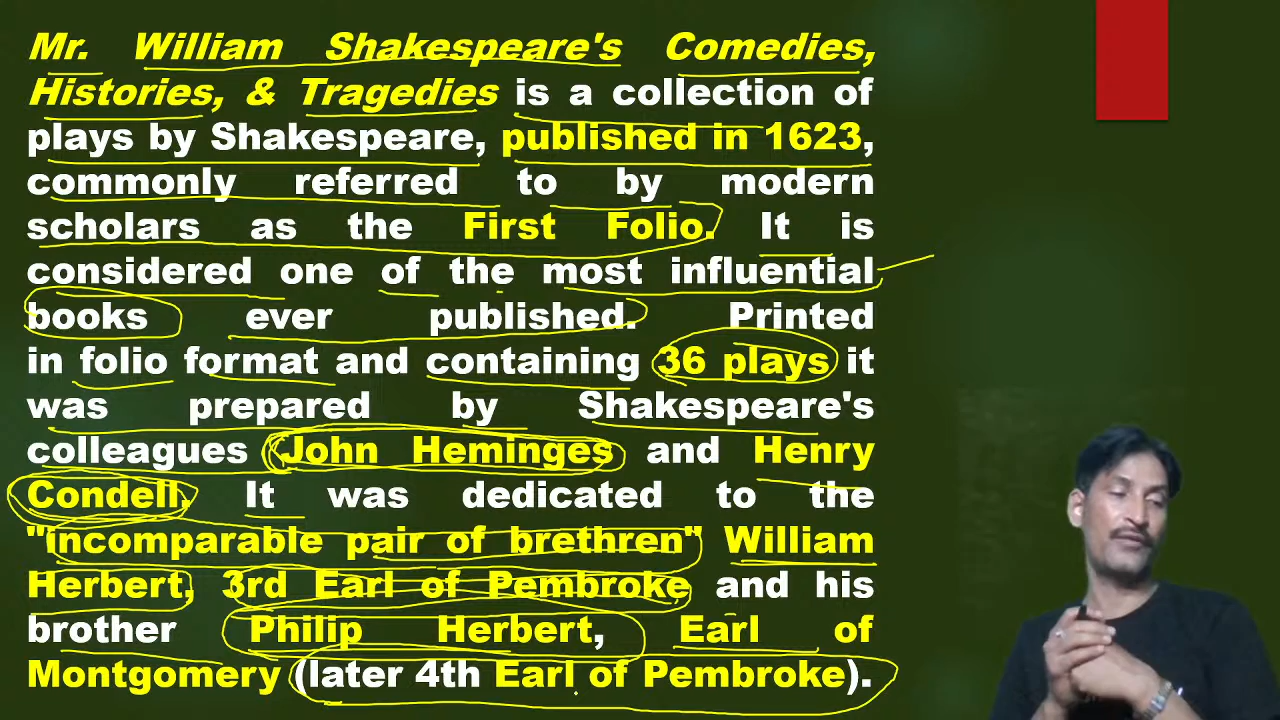 Mr. William Shakespeare's Comedies,
Histories, & Tragedies is a collection of
plays by Shakespeare, published in 1623,
commonly referred to by modern
scholars as the First Folio. It is
considered one of the most influential
books ever published. Printed
in folio format and containing 36 plays it
was prepared by Shakespeare's
colleagues John Heminges and Henry
Condell. It was dedicated to the
"incomparable pair of brethren" William
Herbert, 3rd Earl of Pembroke, and his
brother Philip Herbert, Earl of
Montgomery (later 4th Earl of Pembroke).